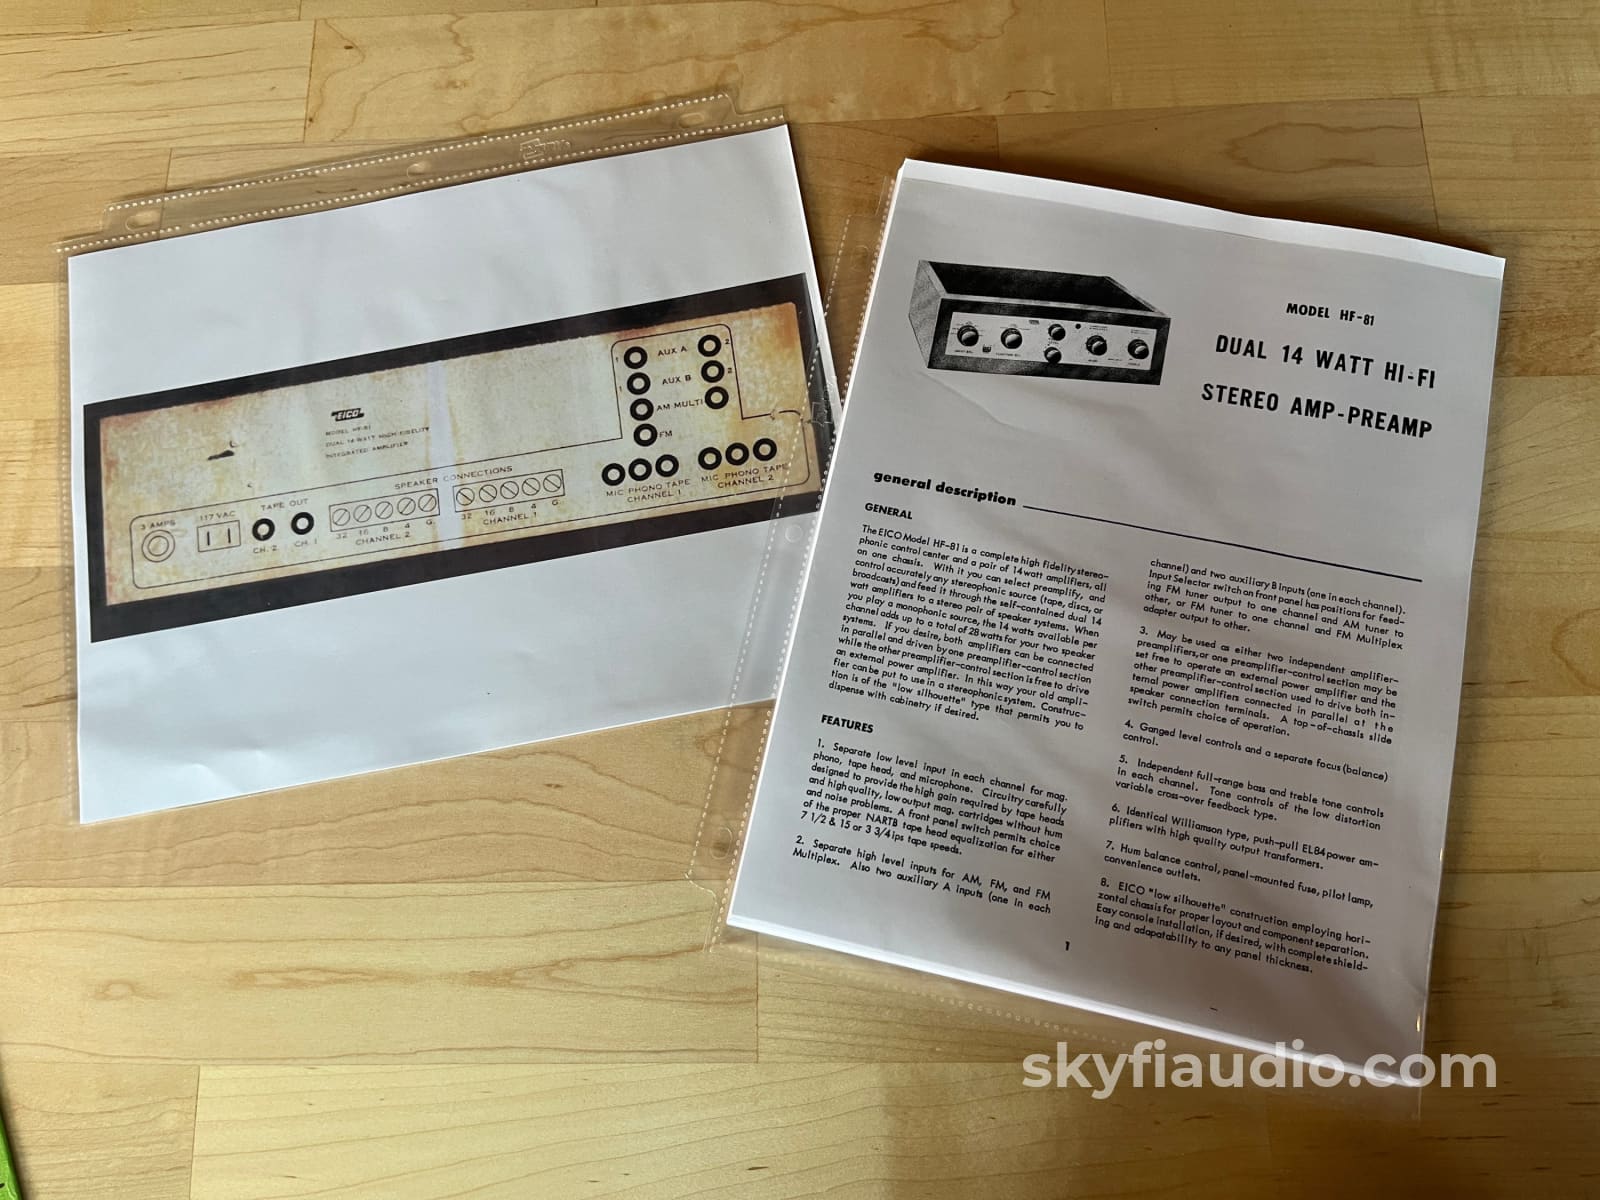 EICO
MODEL HF-81
DUAL 14 WATT HIGH-FIDELITY
INTEGRATED AMPLIFIER
1 AUX A 2
1 AUX B 2
AM MULTI
FM
MIC PHONO TAPE
CHANNEL 1
MIC PHONO TAPE
CHANNEL 2
SPEAKER CONNECTIONS
3 AMPS
117 VAC
TAPE OUT
CH. 2
CH. 1
32 16 8 4 G.
CHANNEL 2
32 16 8 4 G.
CHANNEL 1
MODEL HF-81
DUAL 14 WATT HI-FI
STEREO AMP-PREAMP
general description
GENERAL
The EICO Model HF-81 is a complete high fidelity stereo-
phonic control center and a pair of 14 watt amplifiers, all
on one chassis. With it you can select preamplify, and
control accurately any stereophonic source (tape, discs, or
broadcasts) and feed it through the self-contained dual 14
watt amplifiers to a stereo pair of speaker systems. When
you play a monophonic source, the 14 watts available per
channel adds up to a total of 28 watts for your two speaker
systems. If you desire, both amplifiers can be connected
in parallel and driven by one preamplifier-control section
while the other preamplifier-control section is free to drive
an external power amplifier. In this way your old ampli-
fier can be put to use in a stereophonic system. Construc-
tion is of the "low silhouette" type that permits you to
dispense with cabinetry if desired.
FEATURES
1. Separate low level input in each channel for mag.
phono, tape head, and microphone. Circuitry carefully
designed to provide the high gain required by tape heads
and high quality, low output mag. cartridges without hum
and noise problems. A front panel switch permits choice
of the proper NARTB tape head equalization for either
7 1/2 & 15 or 3 3/4 ips tape speeds.
2. Separate high level inputs for AM, FM, and FM
Multiplex. Also two auxiliary A inputs (one in each
channel) and two auxiliary B inputs (one in each channel).
Input Selector switch on front panel has positions for feed-
ing FM tuner output to one channel and AM tuner to
other, or FM tuner to one channel and FM Multiplex
adapter output to other.
3. May be used as either two independent amplifier-
preamplifiers, or one preamplifier-control section may be
set free to operate an external power amplifier and the
other preamplifier-control section used to drive both in-
ternal power amplifiers connected in parallel at the
speaker connection terminals. A top-of-chassis slide
switch permits choice of operation.
4. Ganged level controls and a separate focus (balance)
control.
5. Independent full-range bass and treble tone controls
in each channel. Tone controls of the low distortion
variable cross-over feedback type.
6. Identical Williamson type, push-pull EL84 power am-
plifiers with high quality output transformers.
7. Hum balance control, panel-mounted fuse, pilot lamp,
convenience outlets.
8. EICO "low silhouette" construction employing hori-
zontal chassis for proper layout and component separation.
Easy console installation, if desired, with complete shield-
ing and adapatability to any panel thickness.
1
skyfiaudio.com